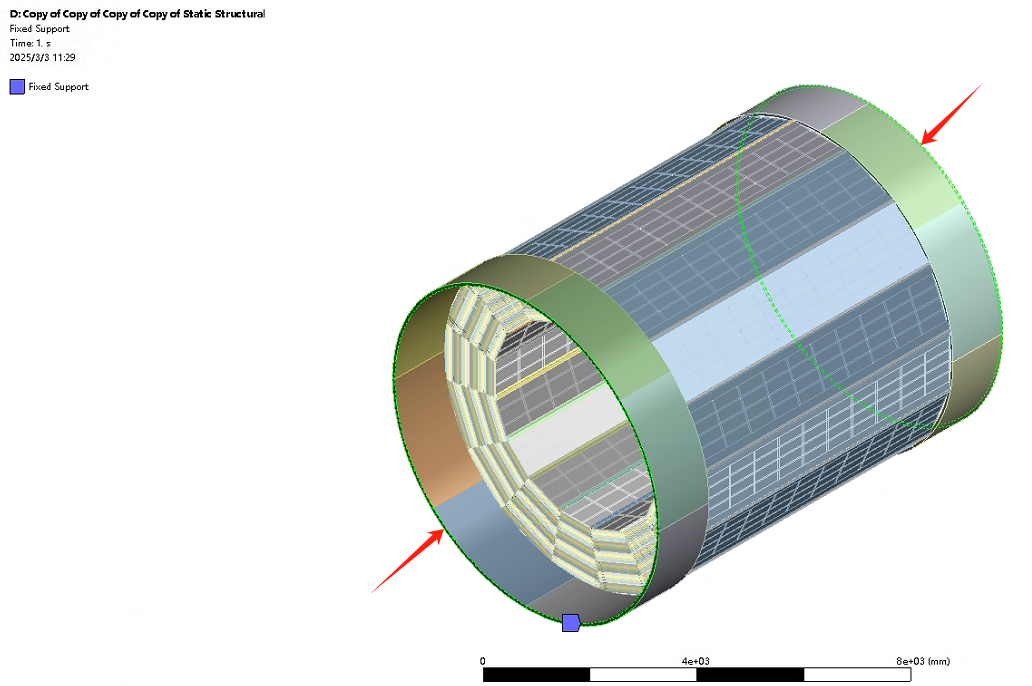 D: Copy of Copy of Copy of Copy of Static Structural
Fixed Support
Time: 1. s
2025/3/3 11:29
Fixed Support
0 4e+03 8e+03 (mm)